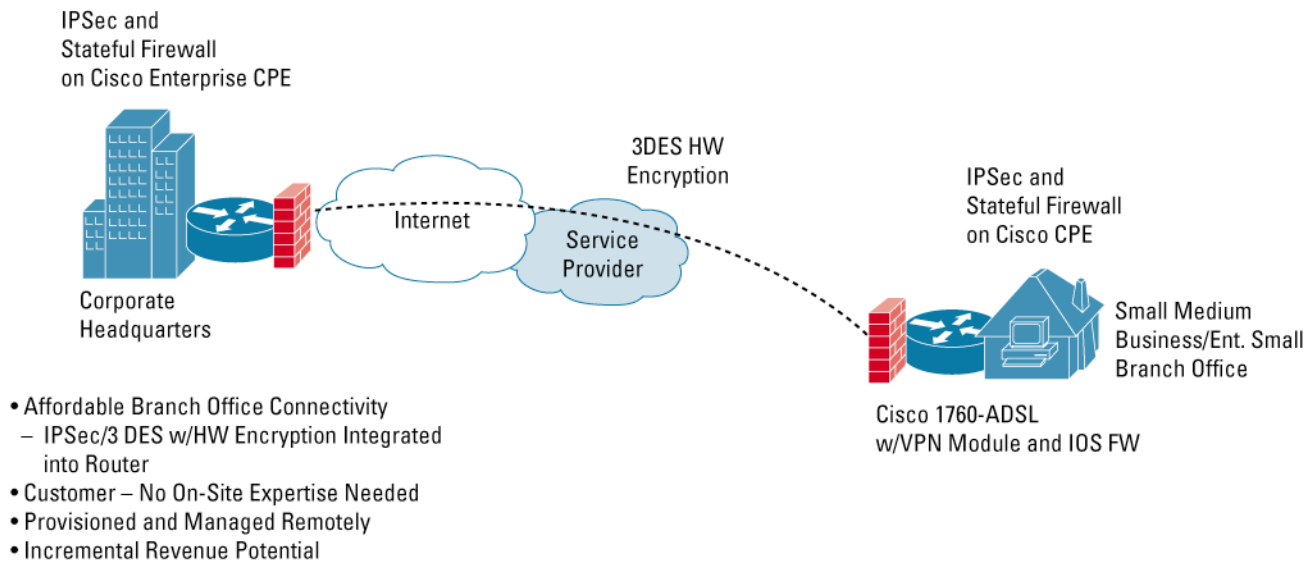 IPSec and
Stateful Firewall
on Cisco Enterprise CPE
Corporate
Headquarters
Internet
Service
Provider
3DES HW
Encryption
IPSec and
Stateful Firewall
on Cisco CPE
Small Medium
Business/Ent. Small
Branch Office
Cisco 1760-ADSL
w/VPN Module and IOS FW
• Affordable Branch Office Connectivity
– IPSec/3 DES w/HW Encryption Integrated
into Router
• Customer – No On-Site Expertise Needed
• Provisioned and Managed Remotely
• Incremental Revenue Potential